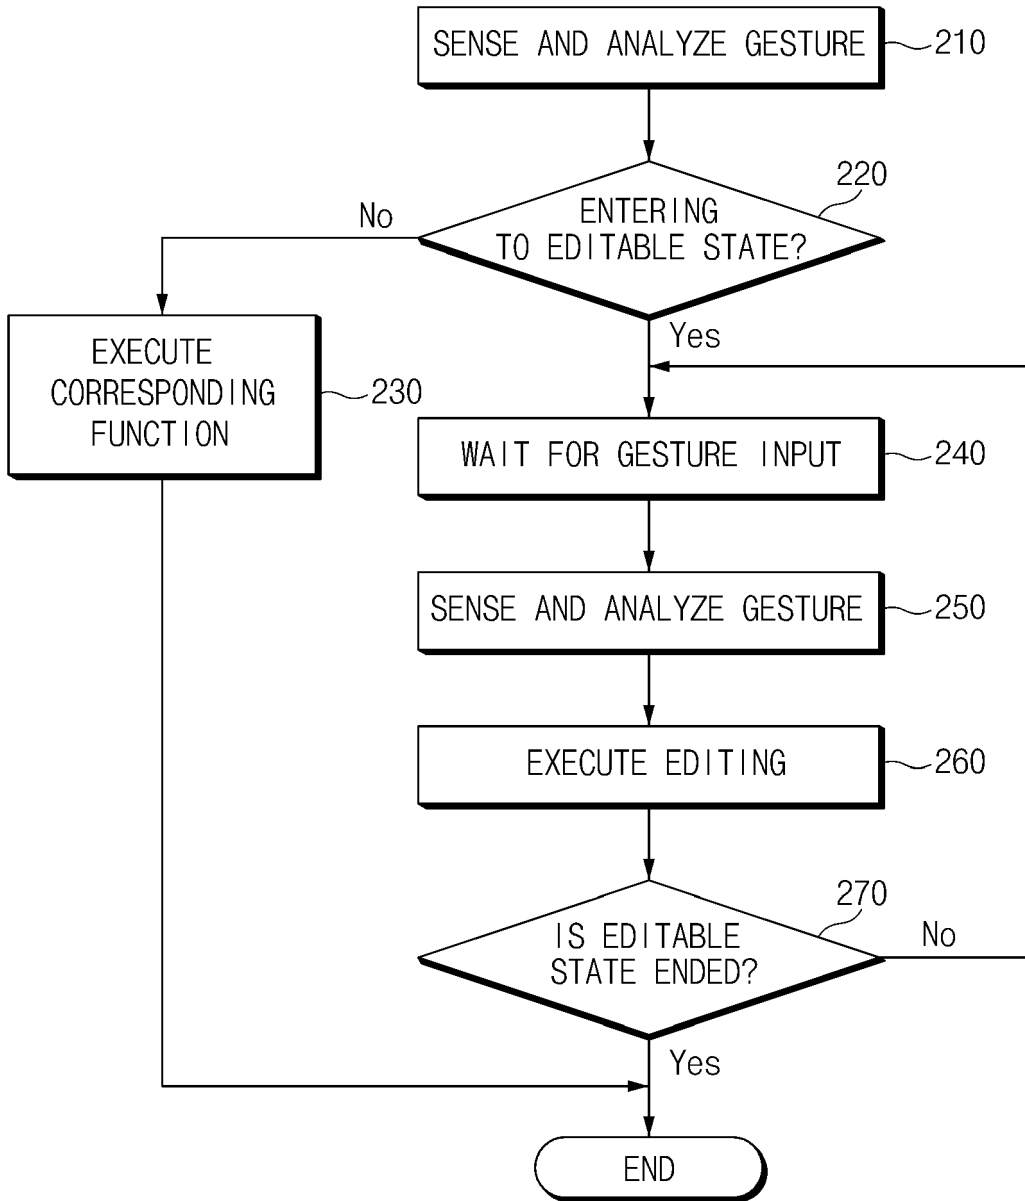 SENSE AND ANALYZE GESTURE
210
220
ENTERING
TO EDITABLE STATE?
No
Yes
EXECUTE
CORRESPONDING
FUNCTION
230
WAIT FOR GESTURE INPUT
240
SENSE AND ANALYZE GESTURE
250
EXECUTE EDITING
260
270
IS EDITABLE
STATE ENDED?
No
Yes
END